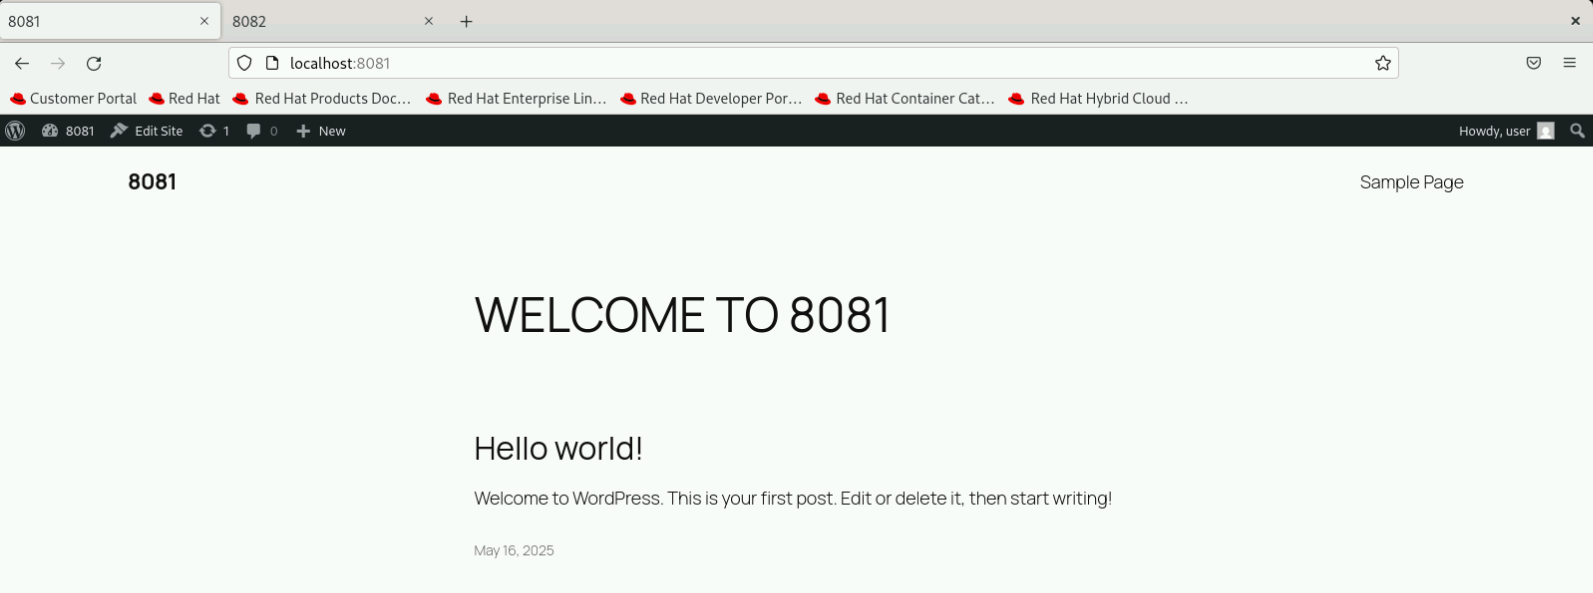 8081
8082
localhost:8081
Customer Portal Red Hat Red Hat Products Doc… Red Hat Enterprise Lin… Red Hat Developer Por… Red Hat Container Cat… Red Hat Hybrid Cloud …
8081 Edit Site 1 0 New Howdy, user
8081 Sample Page
WELCOME TO 8081
Hello world!
Welcome to WordPress. This is your first post. Edit or delete it, then start writing!
May 16, 2025